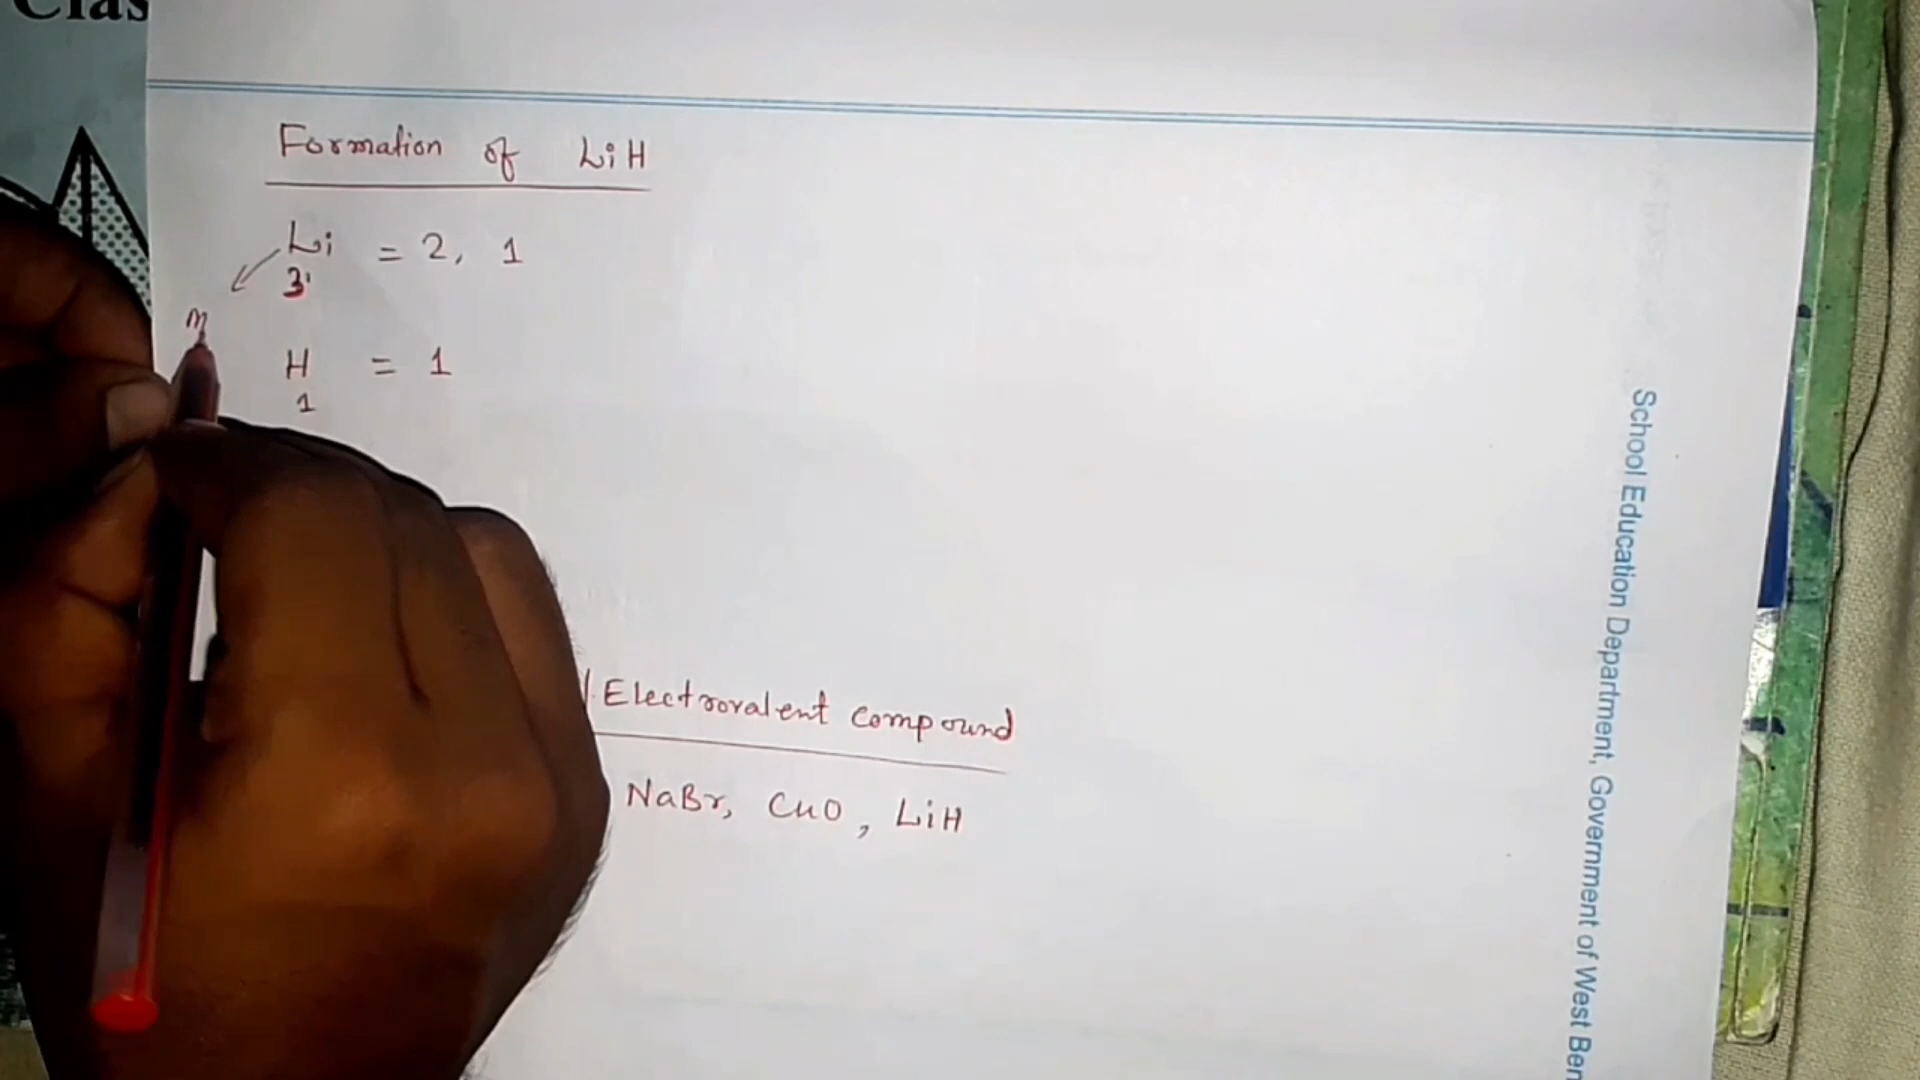 Formation of LiH
Li = 2, 1
3
m
H = 1
1
Electrovalent compound
NaBr, CuO, LiH
School Education Department, Government of West Ben
Clas